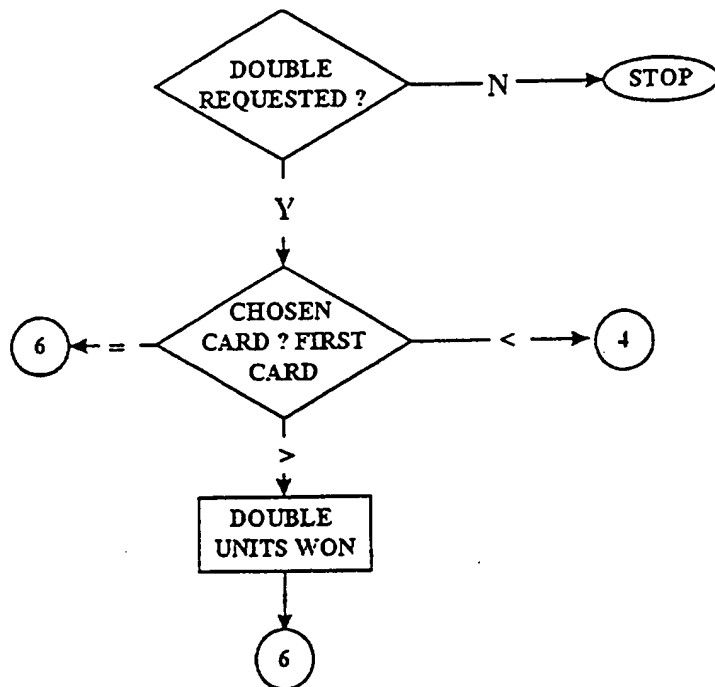 DOUBLE
REQUESTED ?
N
STOP
Y
CHOSEN
CARD ? FIRST
CARD
6
=
<
4
>
DOUBLE
UNITS WON
6